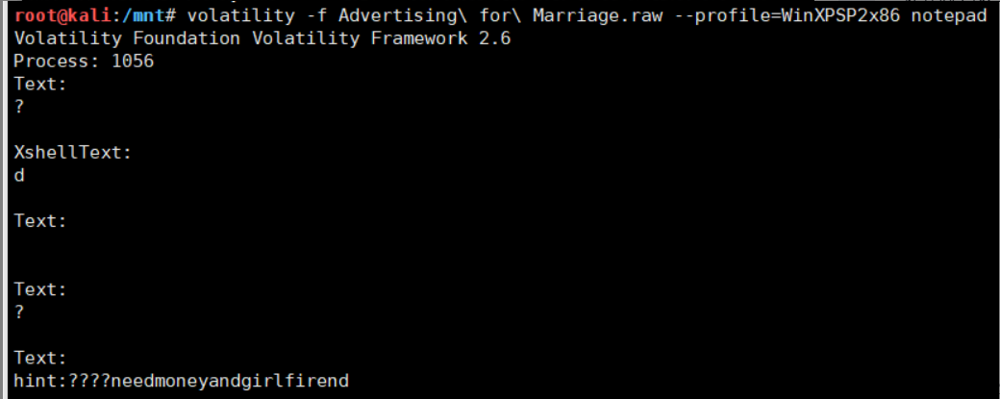 root@kali:/mnt# volatility -f Advertising\ for\ Marriage.raw --profile=WinXPSP2x86 notepad
Volatility Foundation Volatility Framework 2.6
Process: 1056
Text:
?
XshellText:
d
Text:
Text:
?
Text:
hint:????needmoneyandgirlfirend